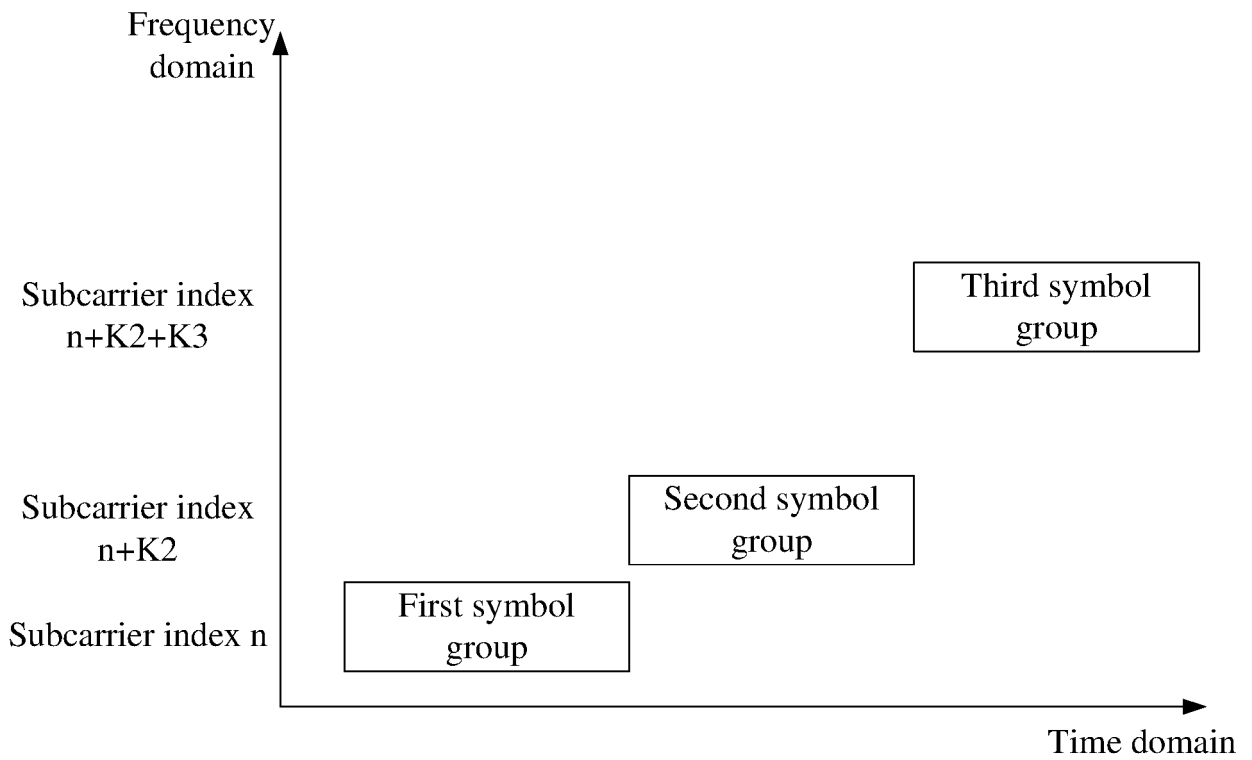 Frequency
domain
Subcarrier index
n+K2+K3
Third symbol
group
Subcarrier index
n+K2
Second symbol
group
Subcarrier index n
First symbol
group
Time domain